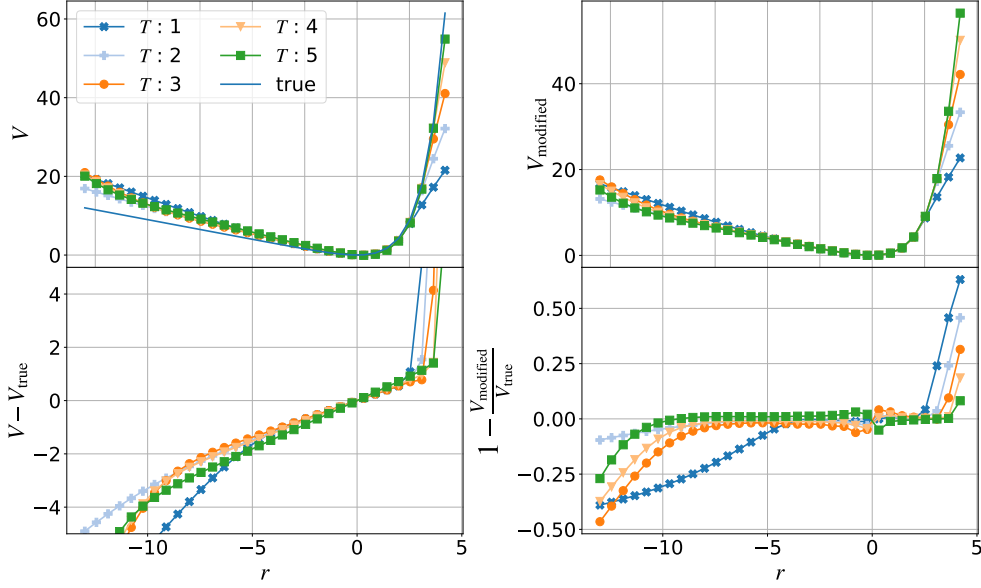 60
40
20
0
V
T : 1
T : 2
T : 3
T : 4
T : 5
true
40
20
0
V_modified
4
2
0
−2
−4
V − V_true
−10
−5
0
5
r
0.50
0.25
0.00
−0.25
−0.50
1 − V_modified / V_true
−10
−5
0
5
r